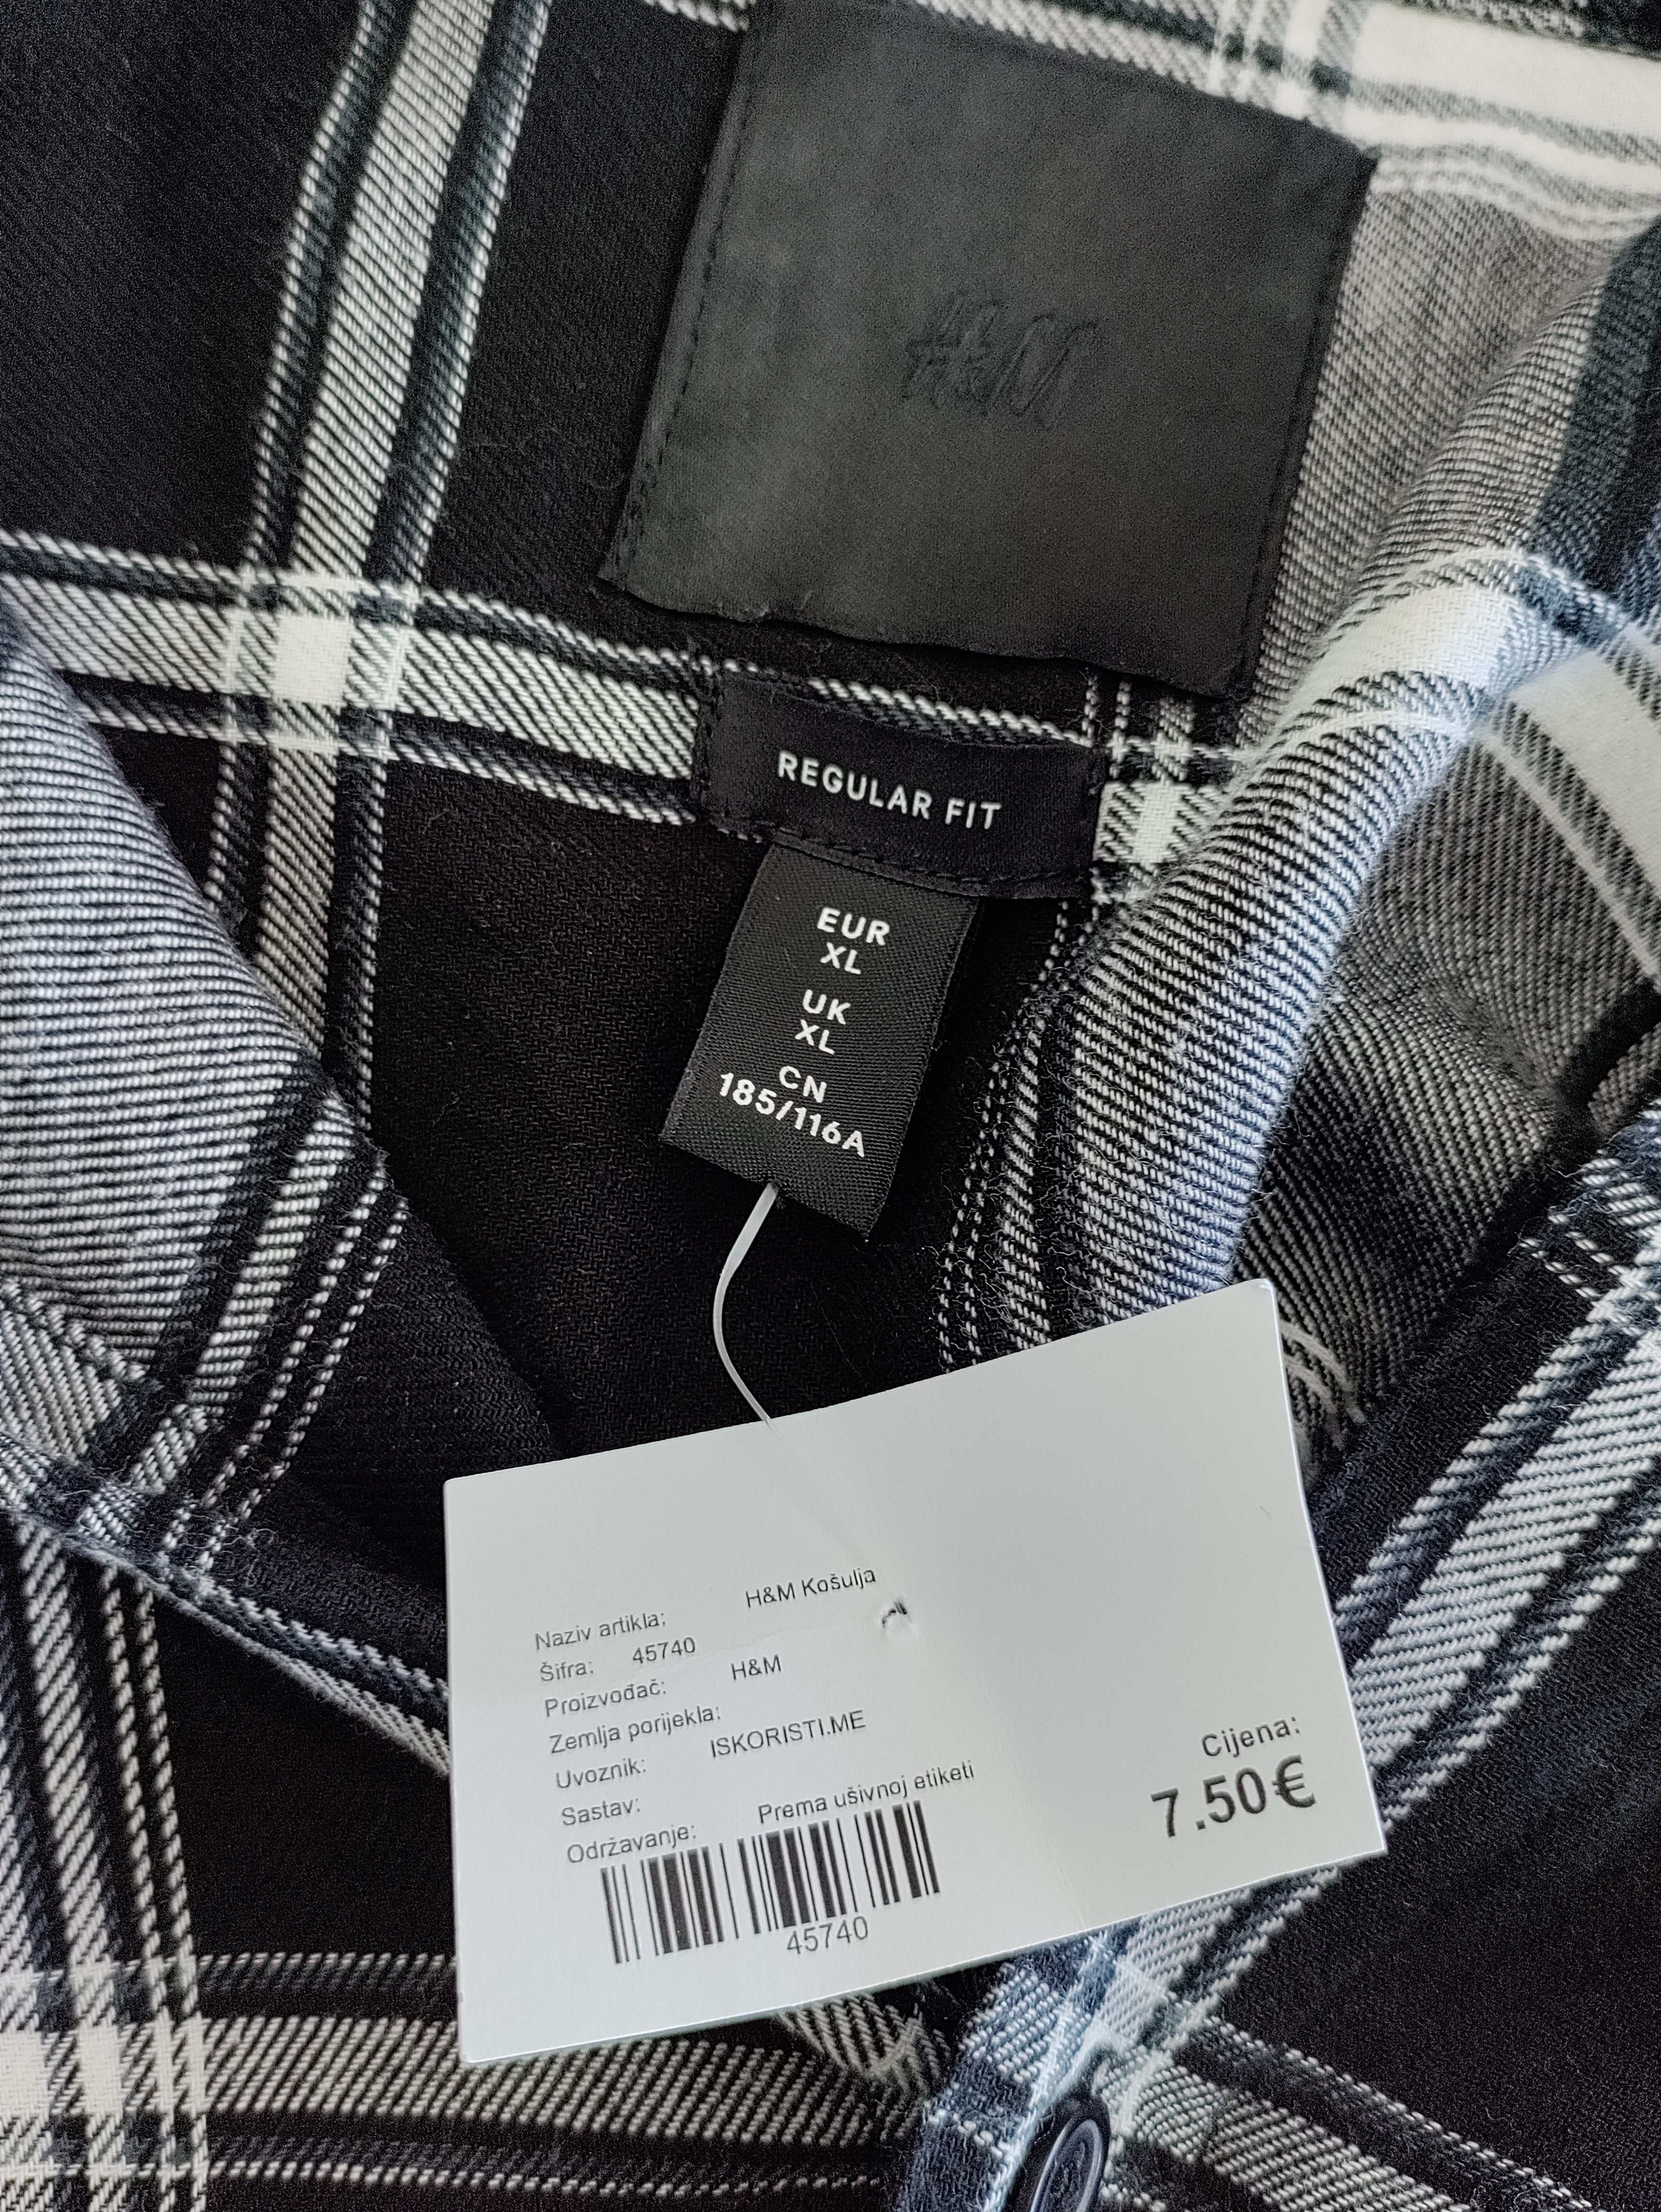 H&M
REGULAR FIT
EUR
XL
UK
XL
CN
185/116A
Naziv artikla: H&M Košulja
Šifra: 45740
Proizvođač: H&M
Zemlja porijekla:
Uvoznik: ISKORISTI.ME
Sastav:
Održavanje: Prema ušivnoj etiketi
45740
Cijena:
7.50€